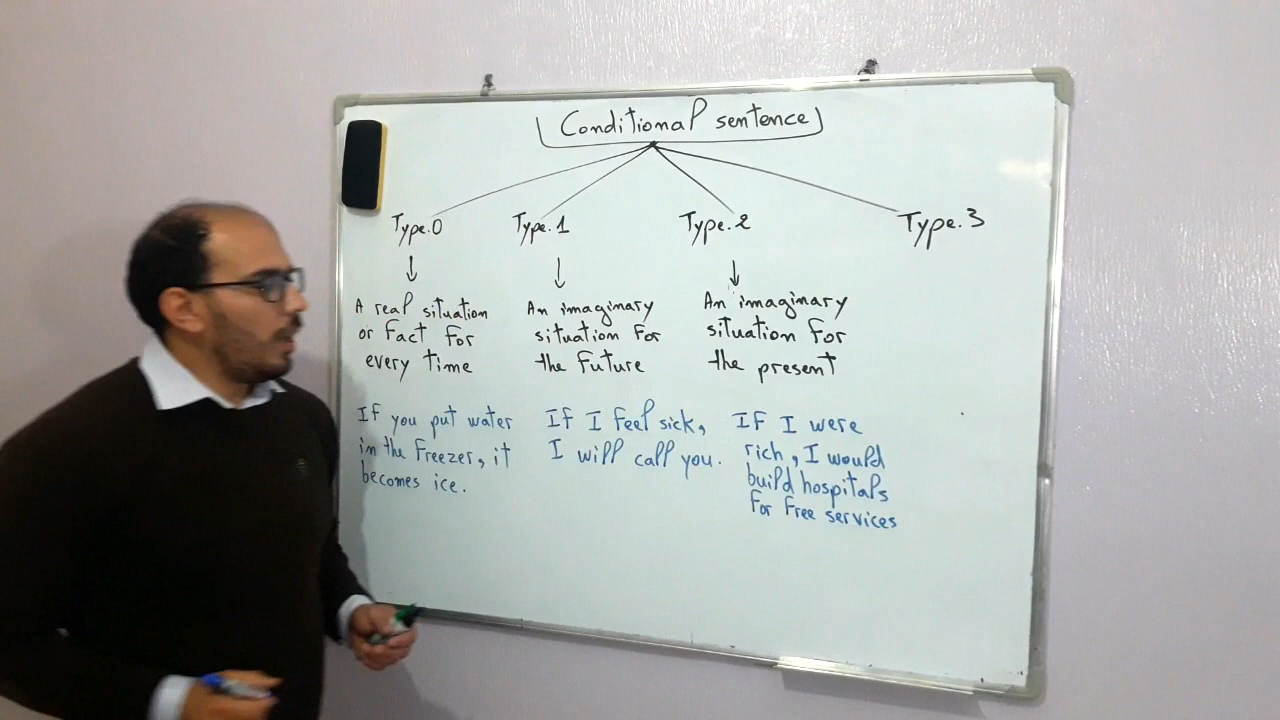 Conditional sentence
Type.0
Type.1
Type.2
Type.3
A real situation
or fact for
every time
An imaginary
situation for
the future
An imaginary
situation for
the present
If you put water
in the freezer, it
becomes ice.
If I feel sick,
I will call you.
If I were
rich, I would
build hospitals
for free services